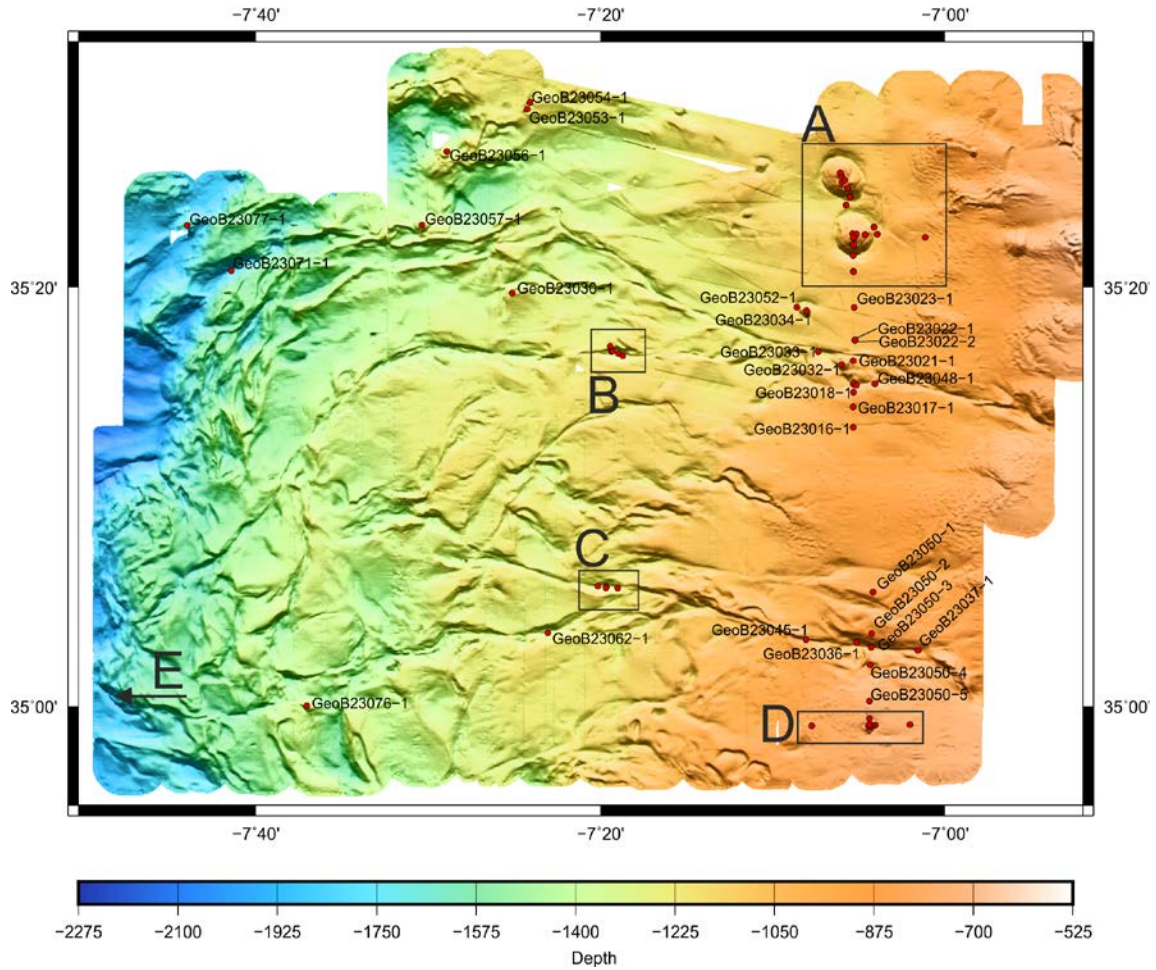 −7˚40'
−7˚20'
−7˚00'
GeoB23054−1
GeoB23053−1
A
GeoB23056−1
GeoB23077−1
GeoB23057−1
GeoB23071−1
35˚20'
35˚20'
GeoB23030−1
GeoB23052−1
GeoB23023−1
GeoB23034−1
GeoB23022−1
GeoB23022−2
GeoB23033−1
GeoB23021−1
GeoB23032−1
GeoB23048−1
B
GeoB23018−1
GeoB23017−1
GeoB23016−1
C
GeoB23050−1
GeoB23050−2
GeoB23050−3
GeoB23037−1
GeoB23062−1
GeoB23045−1
GeoB23036−1
GeoB23050−4
E
GeoB23050−5
35˚00'
35˚00'
GeoB23076−1
D
−7˚40'
−7˚20'
−7˚00'
−2275 −2100 −1925 −1750 −1575 −1400 −1225 −1050 −875 −700 −525
Depth